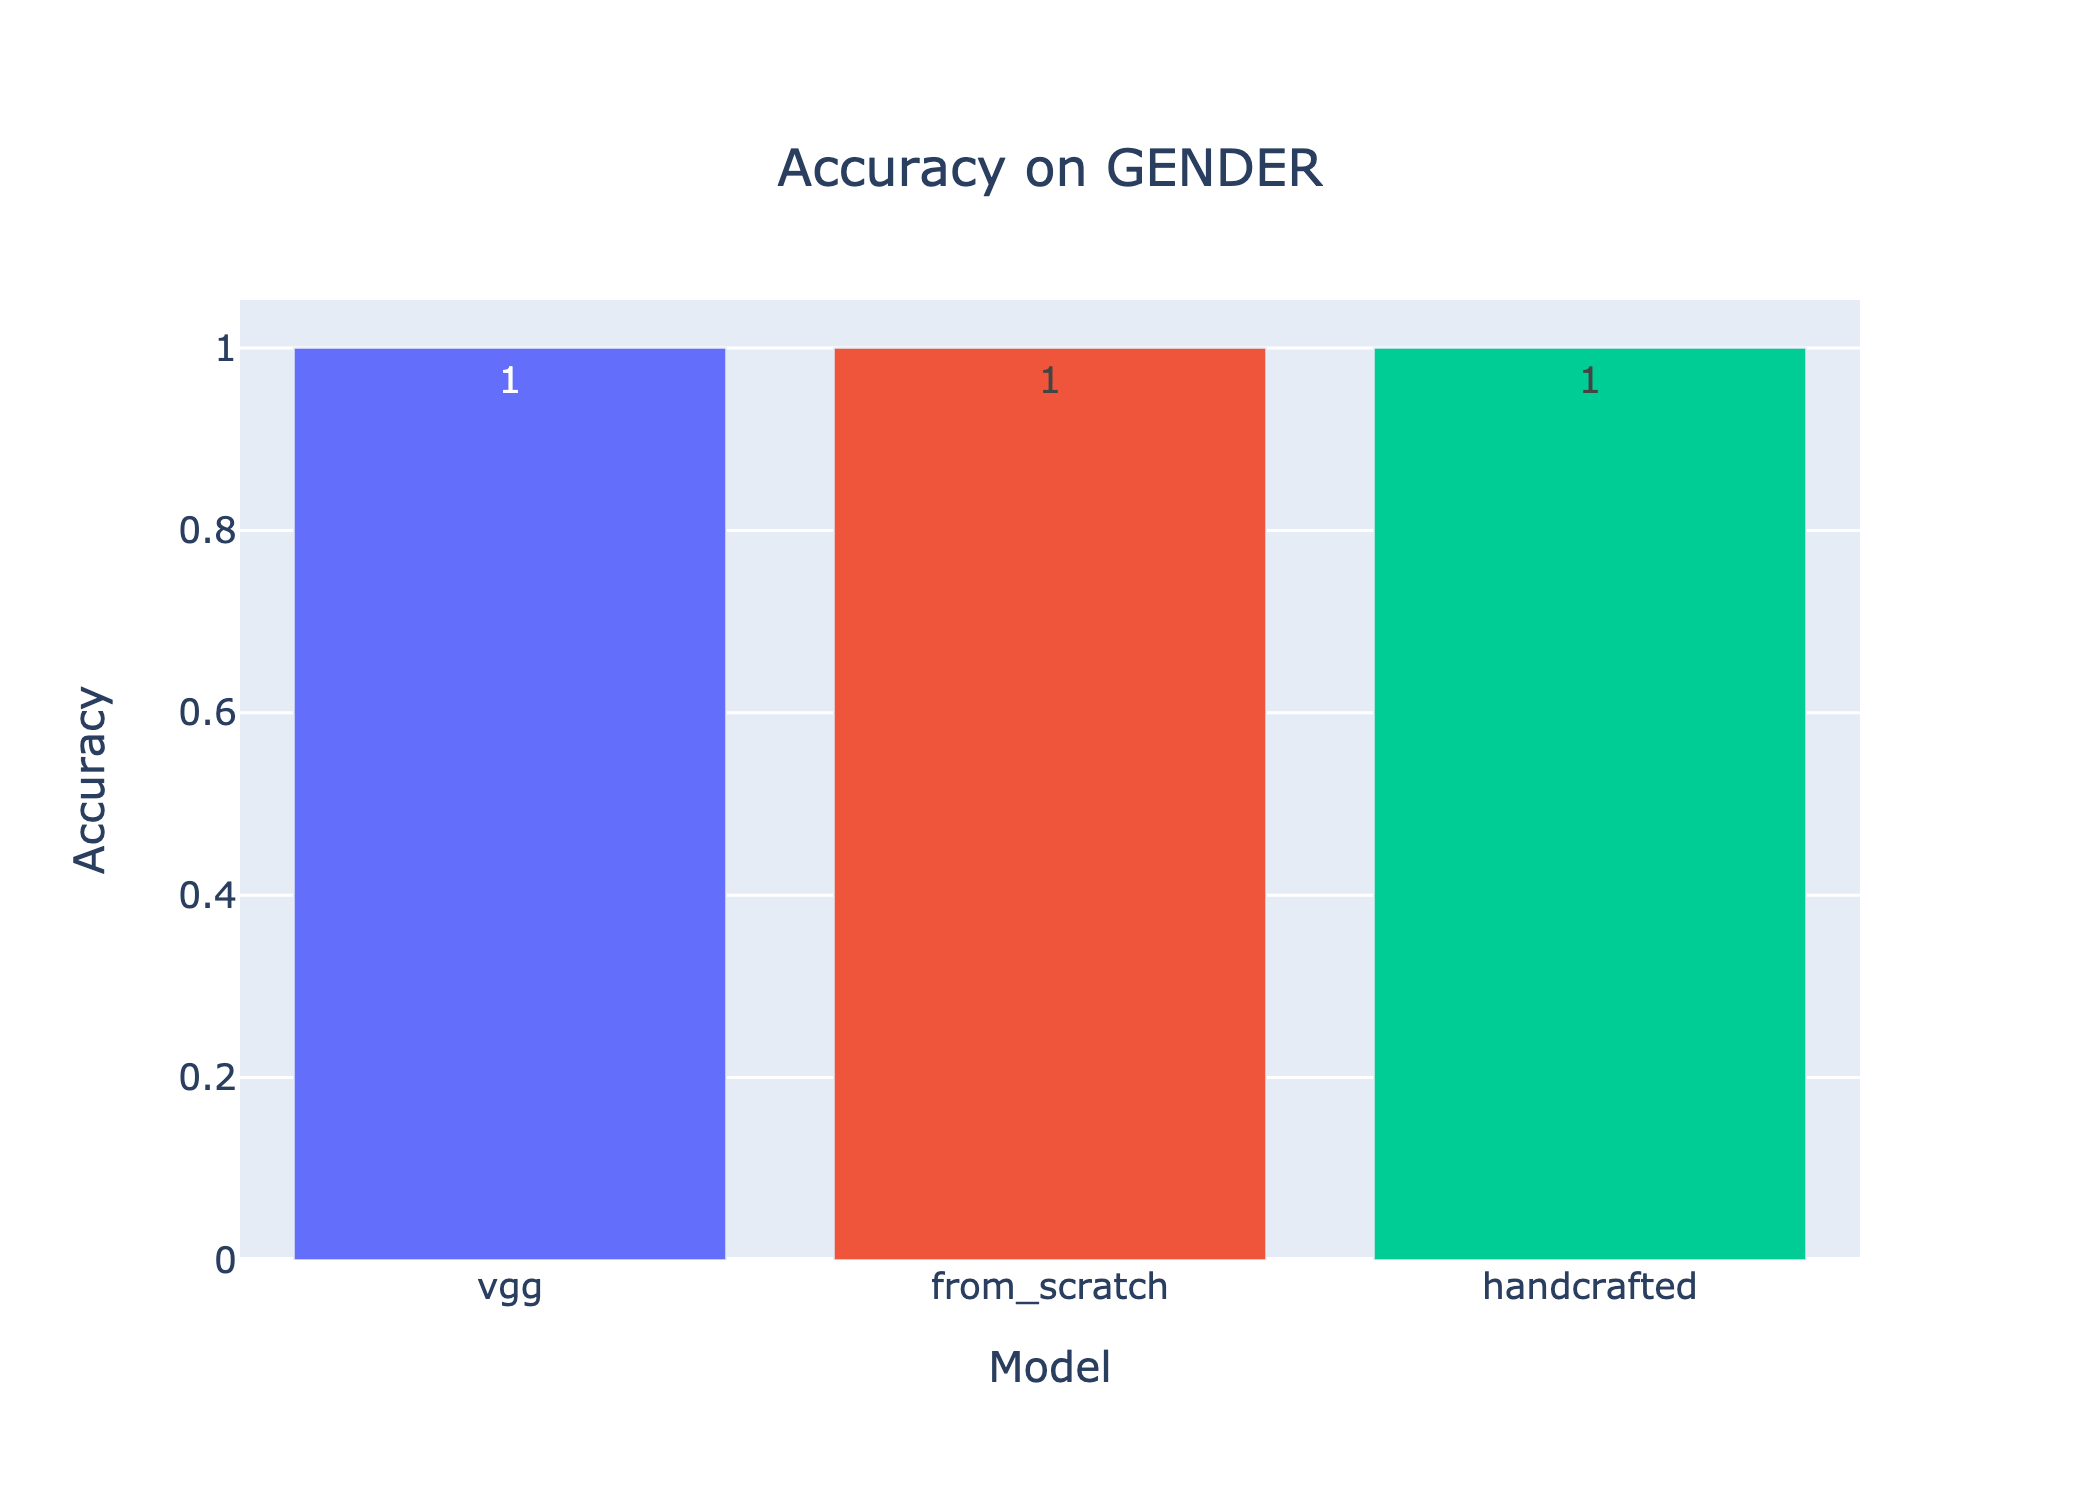 Accuracy on GENDER
Accuracy
1
0.8
0.6
0.4
0.2
0
1
1
1
vgg
from_scratch
handcrafted
Model